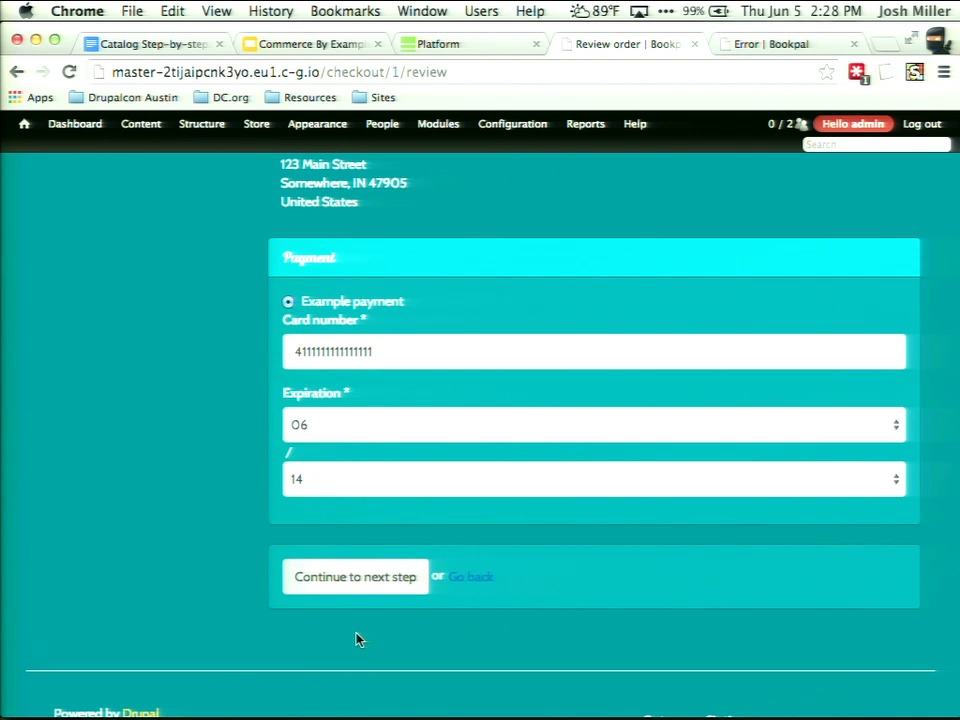 Chrome File Edit View History Bookmarks Window Users Help 89°F 99% Thu Jun 5 2:28 PM Josh Miller
Catalog Step-by-step Commerce By Exampl Platform Review order | Bookp Error | Bookpal
master-2tijaipcnk3yo.eu1.c-g.io/checkout/1/review
1
Apps Drupalcon Austin DC.org Resources Sites
Dashboard Content Structure Store Appearance People Modules Configuration Reports Help 0 / 2 Hello admin Log out
Search
123 Main Street
Somewhere, IN 47905
United States
Payment
Example payment
Card number *
4111111111111111
Expiration *
06
/
14
Continue to next step or Go back
Powered by Drupal